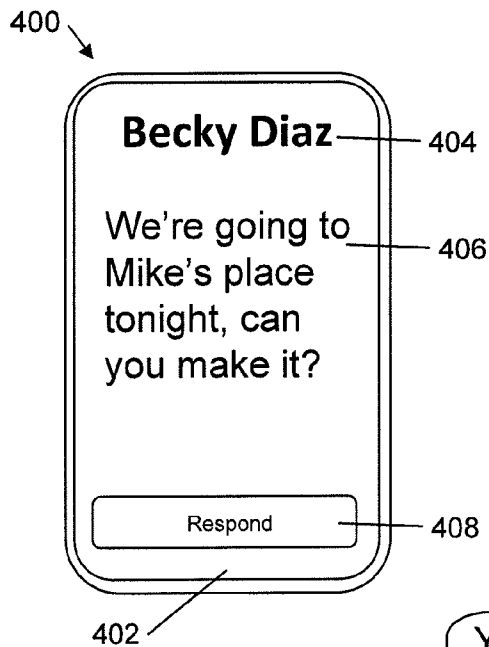 400
Becky Diaz
404
We're going to
406
Mike's place
tonight, can
you make it?
Respond
408
402